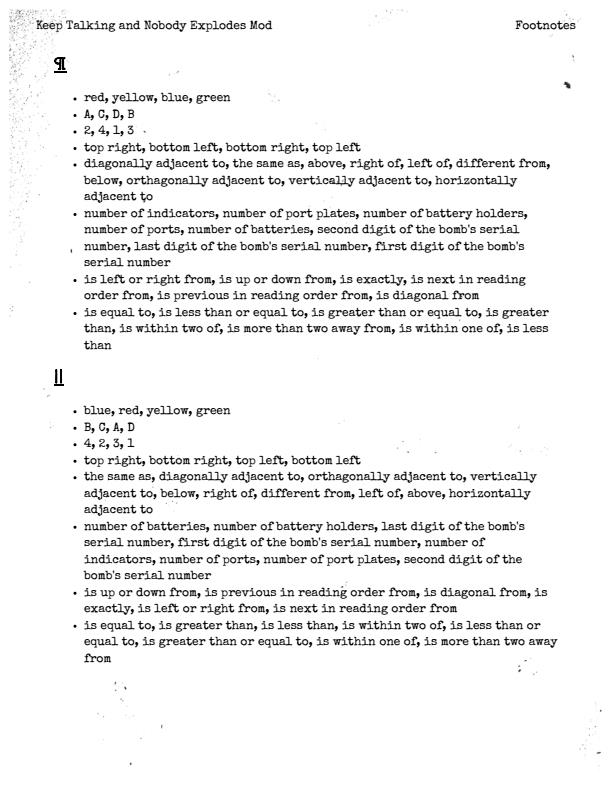 Keep Talking and Nobody Explodes Mod Footnotes
¶
• red, yellow, blue, green
• A, C, D, B
• 2, 4, 1, 3
• top right, bottom left, bottom right, top left
• diagonally adjacent to, the same as, above, right of, left of, different from,
below, orthagonally adjacent to, vertically adjacent to, horizontally
adjacent to
• number of indicators, number of port plates, number of battery holders,
number of ports, number of batteries, second digit of the bomb's serial
number, last digit of the bomb's serial number, first digit of the bomb's
serial number
• is left or right from, is up or down from, is exactly, is next in reading
order from, is previous in reading order from, is diagonal from
• is equal to, is less than or equal to, is greater than or equal to, is greater
than, is within two of, is more than two away from, is within one of, is less
than
||
• blue, red, yellow, green
• B, C, A, D
• 4, 2, 3, 1
• top right, bottom right, top left, bottom left
• the same as, diagonally adjacent to, orthagonally adjacent to, vertically
adjacent to, below, right of, different from, left of, above, horizontally
adjacent to
• number of batteries, number of battery holders, last digit of the bomb's
serial number, first digit of the bomb's serial number, number of
indicators, number of ports, number of port plates, second digit of the
bomb's serial number
• is up or down from, is previous in reading order from, is diagonal from, is
exactly, is left or right from, is next in reading order from
• is equal to, is greater than, is less than, is within two of, is less than or
equal to, is greater than or equal to, is within one of, is more than two away
from